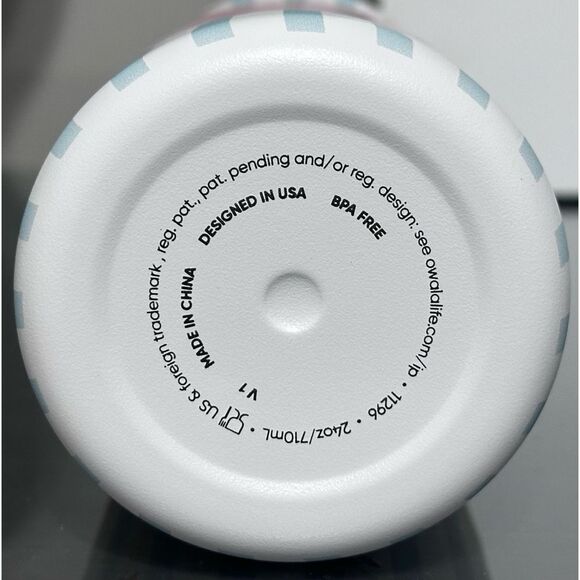 US & foreign trademark, reg. pat., pat. pending and/or reg. design: see owalalife.com/ip • 11296 • 24oz/710mL •
V1 MADE IN CHINA DESIGNED IN USA BPA FREE